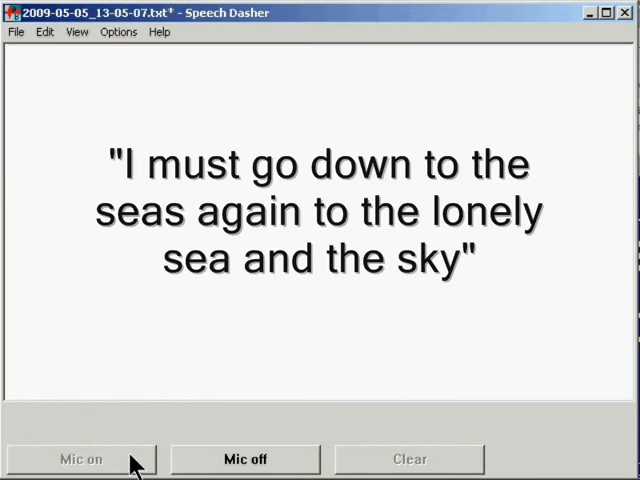 2009-05-05_13-05-07.txt* - Speech Dasher
File Edit View Options Help
"I must go down to the
seas again to the lonely
sea and the sky"
Mic on Mic off Clear